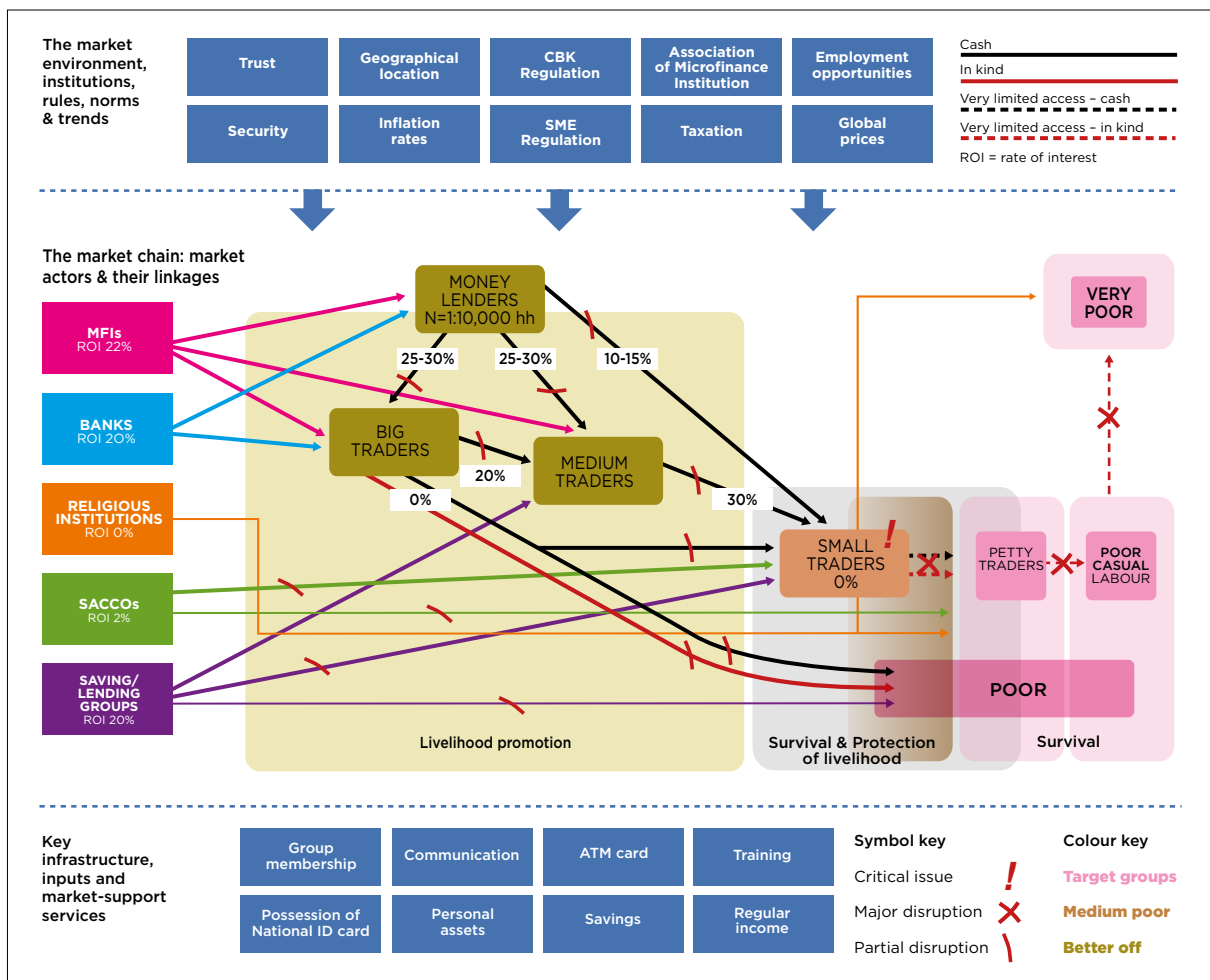 The market
environment,
institutions,
rules, norms
& trends
Trust
Geographical
location
CBK
Regulation
Association
of Microfinance
Institution
Employment
opportunities
Security
Inflation
rates
SME
Regulation
Taxation
Global
prices
Cash
In kind
Very limited access – cash
Very limited access – in kind
ROI = rate of interest
The market chain: market
actors & their linkages
MFIs
ROI 22%
BANKS
ROI 20%
RELIGIOUS
INSTITUTIONS
ROI 0%
SACCOs
ROI 2%
SAVING/
LENDING
GROUPS
ROI 20%
MONEY
LENDERS
N=1:10,000 hh
25-30%
25-30%
10-15%
BIG
TRADERS
20%
0%
MEDIUM
TRADERS
30%
SMALL
TRADERS
0%
!
PETTY
TRADERS
POOR
CASUAL
LABOUR
VERY
POOR
POOR
Livelihood promotion
Survival & Protection
of livelihood
Survival
Key
infrastructure,
inputs and
market-support
services
Group
membership
Communication
ATM card
Training
Possession of
National ID card
Personal
assets
Savings
Regular
income
Symbol key
Critical issue !
Major disruption
Partial disruption
Colour key
Target groups
Medium poor
Better off